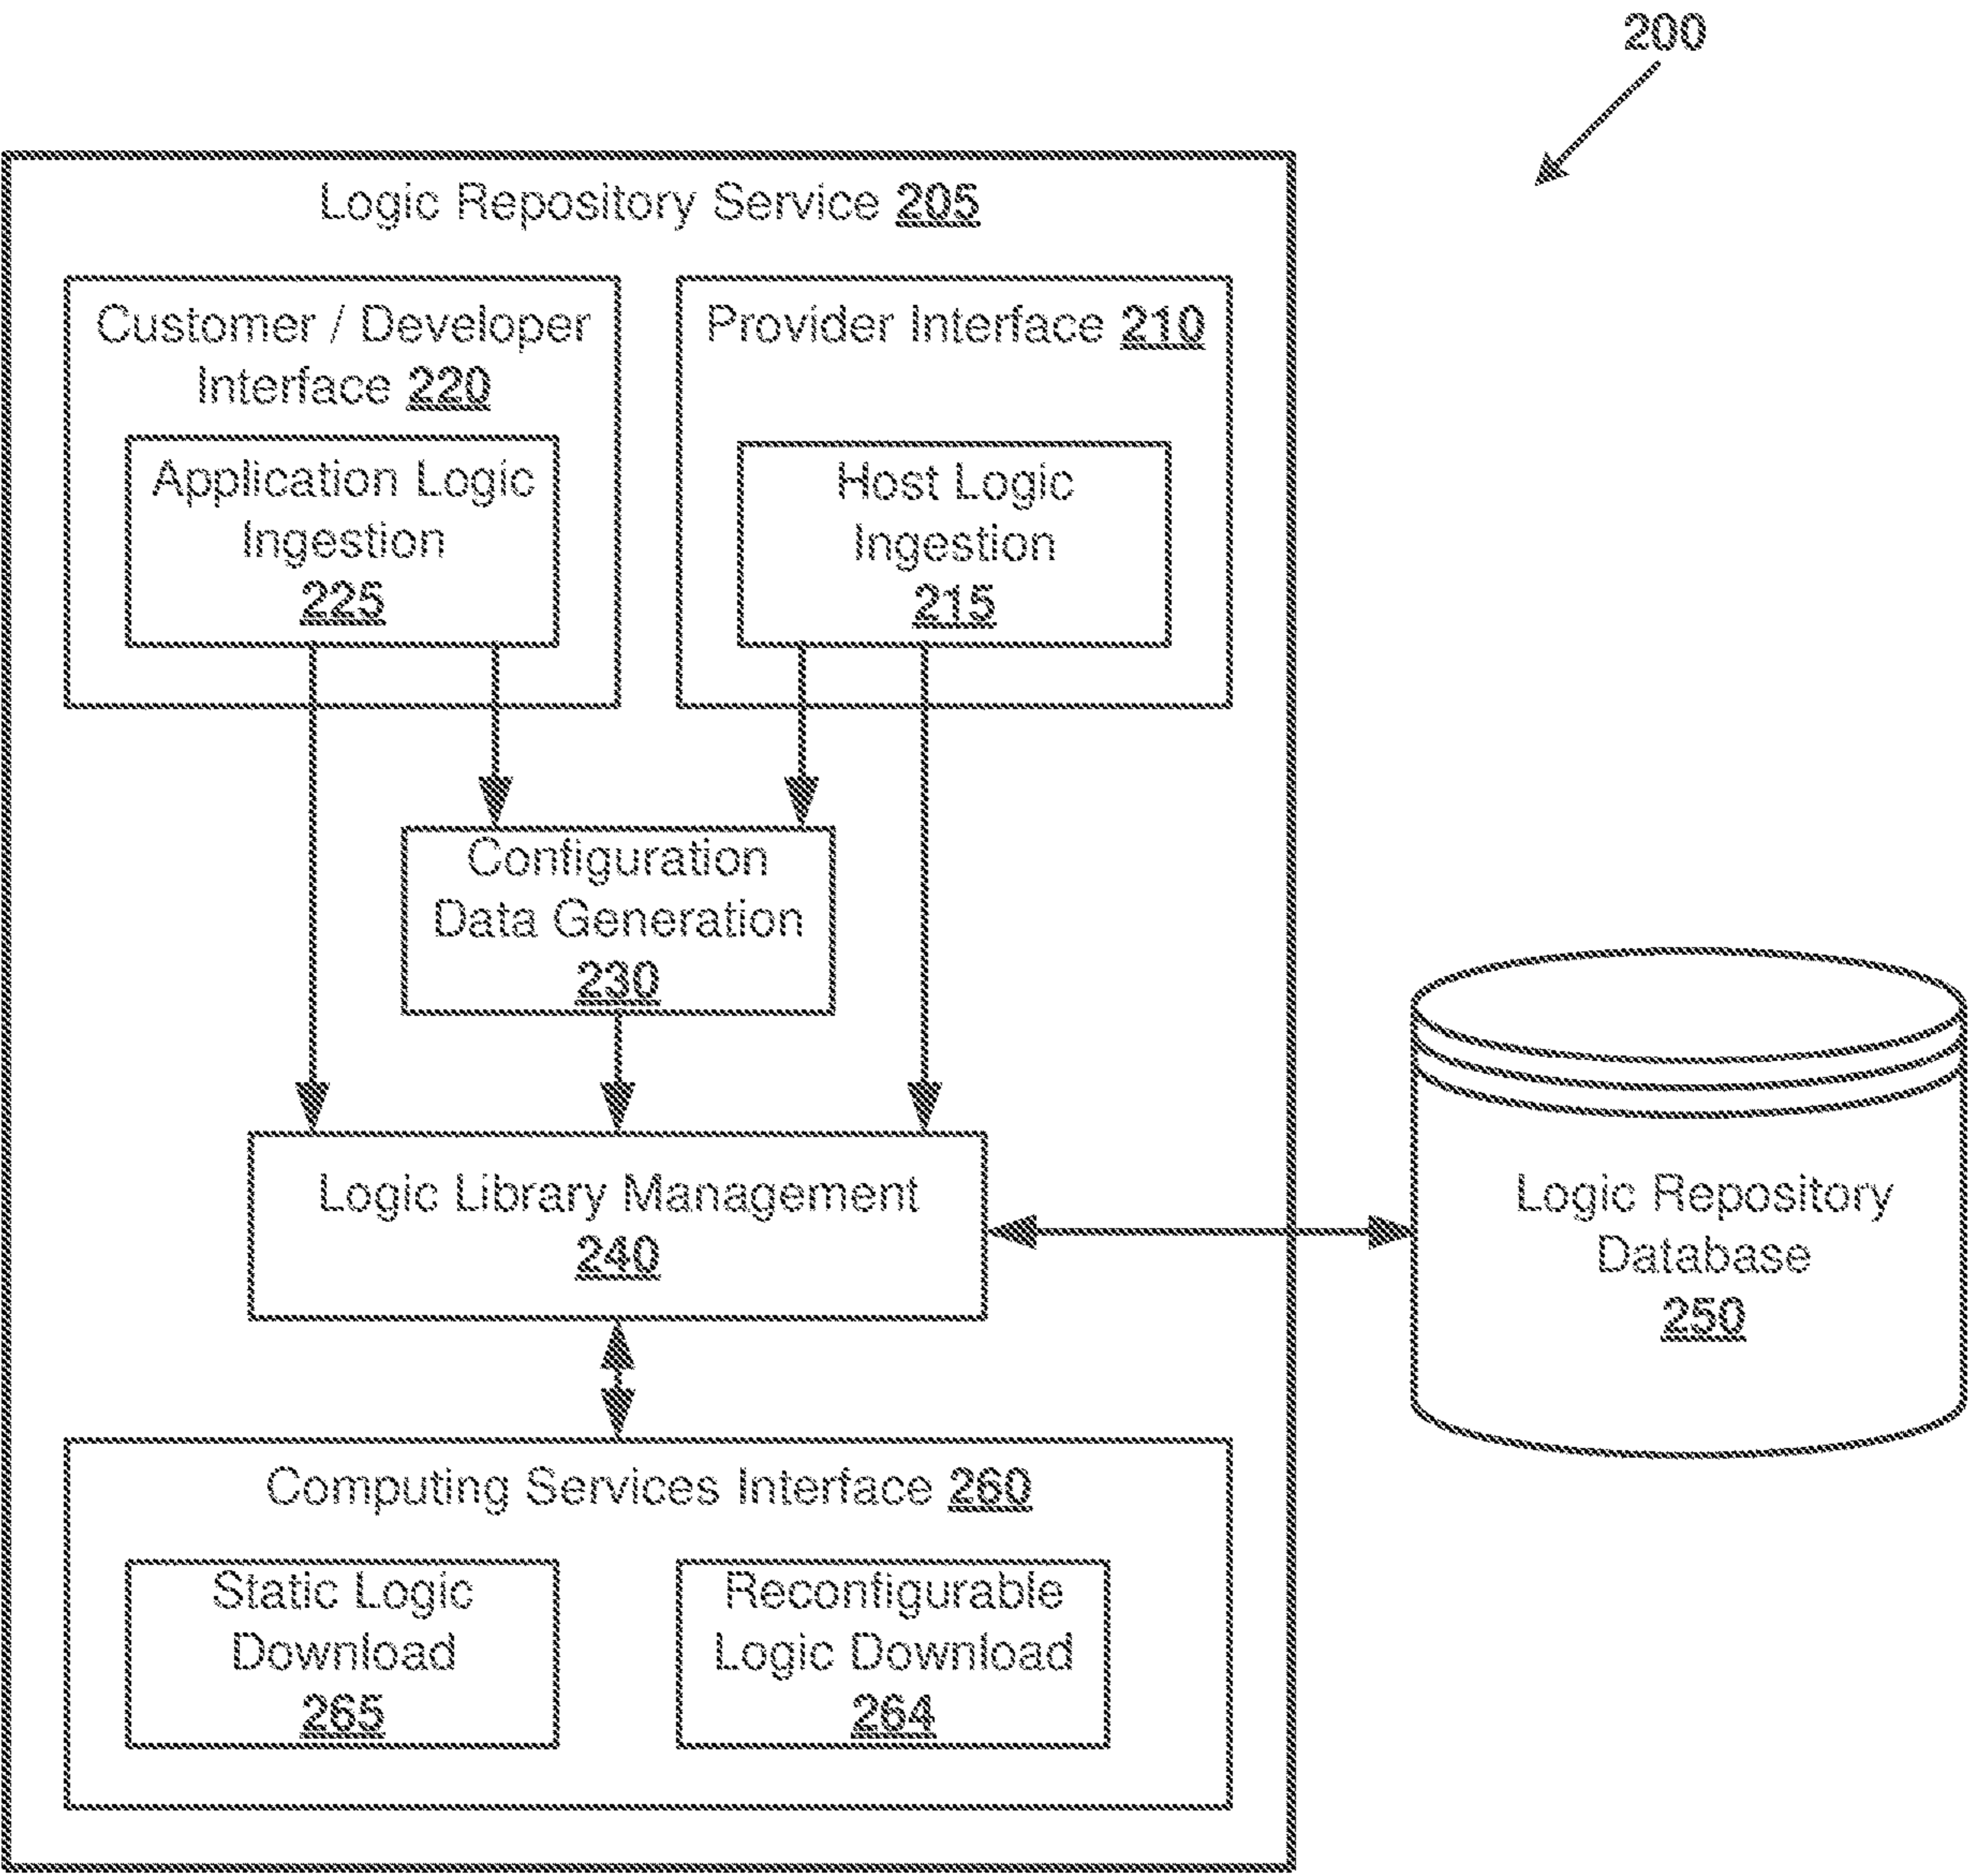 200
Logic Repository Service 205
Customer / Developer
Interface 220
Application Logic
Ingestion
225
Provider Interface 210
Host Logic
Ingestion
215
Configuration
Data Generation
230
Logic Library Management
240
Logic Repository
Database
250
Computing Services Interface 260
Static Logic
Download
265
Reconfigurable
Logic Download
264